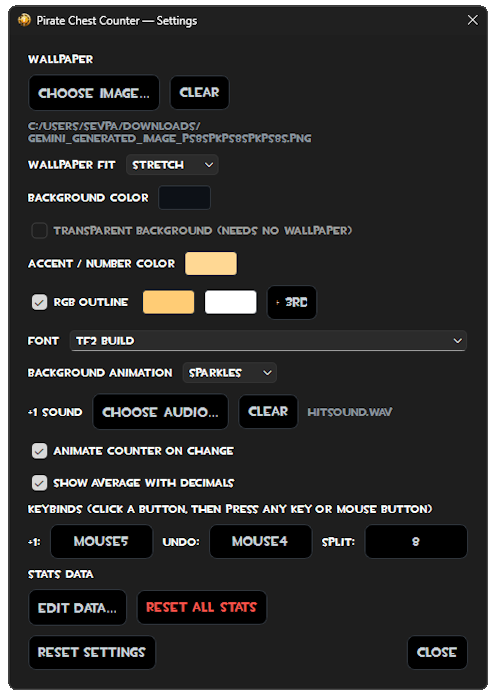 Pirate Chest Counter — Settings
WALLPAPER
CHOOSE IMAGE... CLEAR
C:/USERS/SEVPA/DOWNLOADS/
GEMINI_GENERATED_IMAGE_PS8SPKPS8SPKPS8S.PNG
WALLPAPER FIT STRETCH
BACKGROUND COLOR
TRANSPARENT BACKGROUND (NEEDS NO WALLPAPER)
ACCENT / NUMBER COLOR
RGB OUTLINE + 3RD
FONT TF2 BUILD
BACKGROUND ANIMATION SPARKLES
+1 SOUND CHOOSE AUDIO... CLEAR HITSOUND.WAV
ANIMATE COUNTER ON CHANGE
SHOW AVERAGE WITH DECIMALS
KEYBINDS (CLICK A BUTTON, THEN PRESS ANY KEY OR MOUSE BUTTON)
+1: MOUSE5 UNDO: MOUSE4 SPLIT: 8
STATS DATA
EDIT DATA... RESET ALL STATS
RESET SETTINGS CLOSE